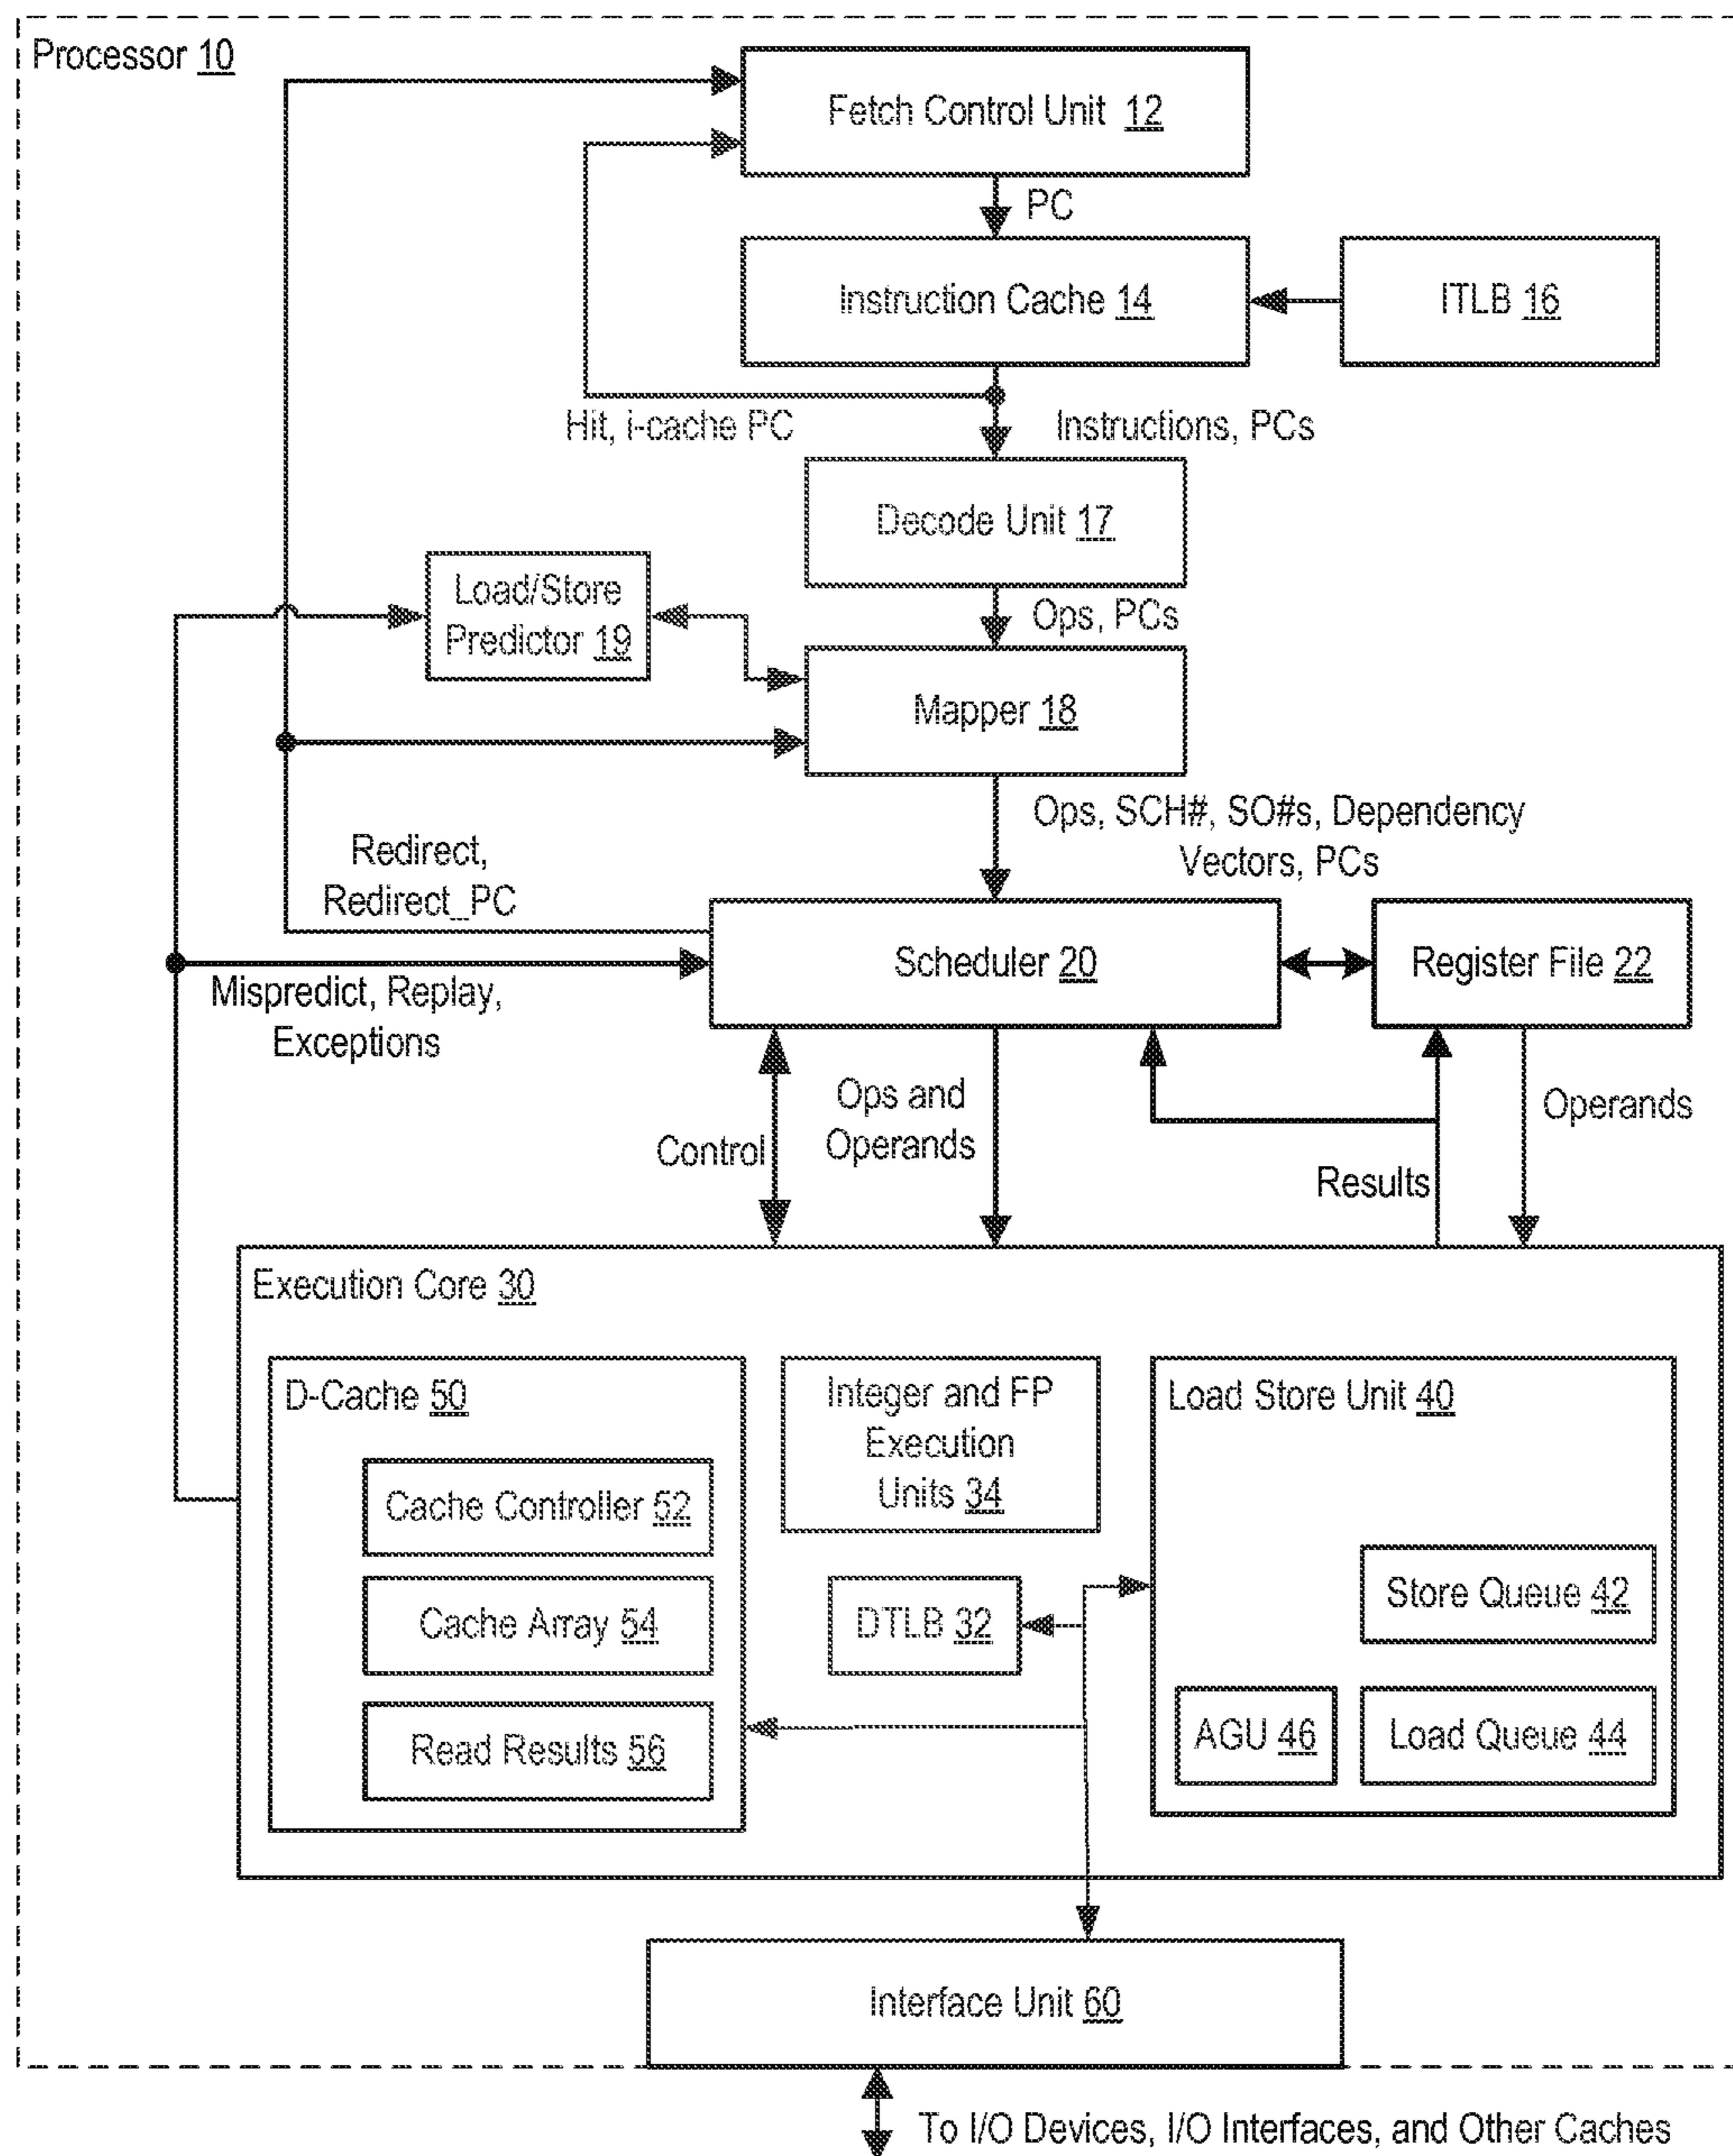 Processor 10
Fetch Control Unit 12
PC
Instruction Cache 14
ITLB 16
Hit, i-cache PC
Instructions, PCs
Decode Unit 17
Load/Store
Predictor 19
Ops, PCs
Mapper 18
Ops, SCH#, SO#s, Dependency
Vectors, PCs
Redirect,
Redirect_PC
Scheduler 20
Register File 22
Mispredict, Replay,
Exceptions
Control
Ops and
Operands
Results
Operands
Execution Core 30
D-Cache 50
Cache Controller 52
Cache Array 54
Read Results 56
Integer and FP
Execution
Units 34
DTLB 32
Load Store Unit 40
Store Queue 42
AGU 46
Load Queue 44
Interface Unit 60
To I/O Devices, I/O Interfaces, and Other Caches